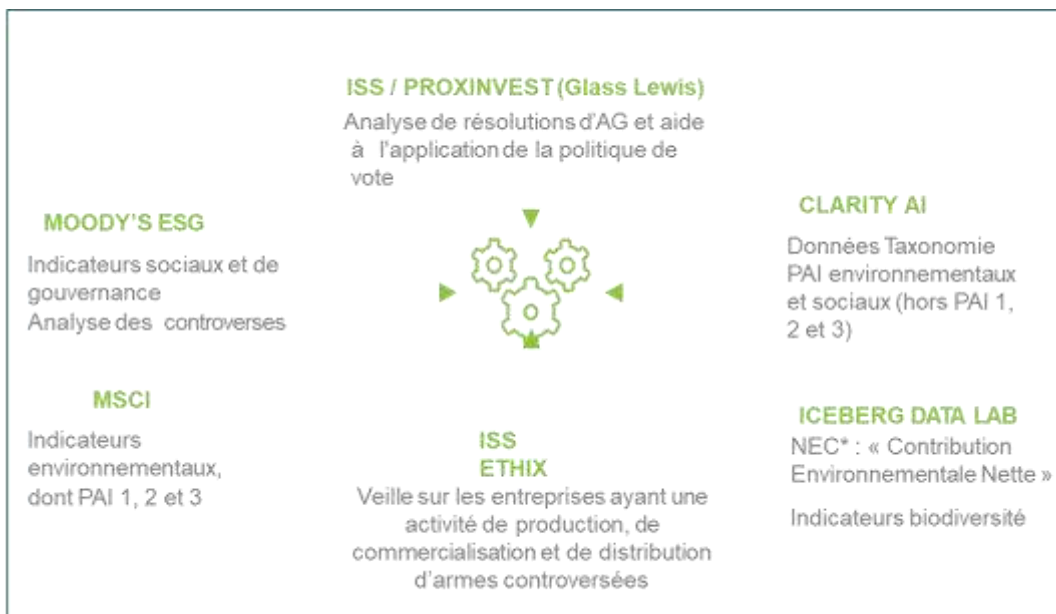 ISS / PROXINVEST (Glass Lewis)
Analyse de résolutions d'AG et aide
à l'application de la politique de
vote
MOODY'S ESG
Indicateurs sociaux et de
gouvernance
Analyse des controverses
CLARITY AI
Données Taxonomie
PAI environnementaux
et sociaux (hors PAI 1,
2 et 3)
MSCI
Indicateurs
environnementaux,
dont PAI 1, 2 et 3
ISS
ETHIX
Veille sur les entreprises ayant une
activité de production, de
commercialisation et de distribution
d'armes controversées
ICEBERG DATA LAB
NEC* : « Contribution
Environnementale Nette »
Indicateurs biodiversité